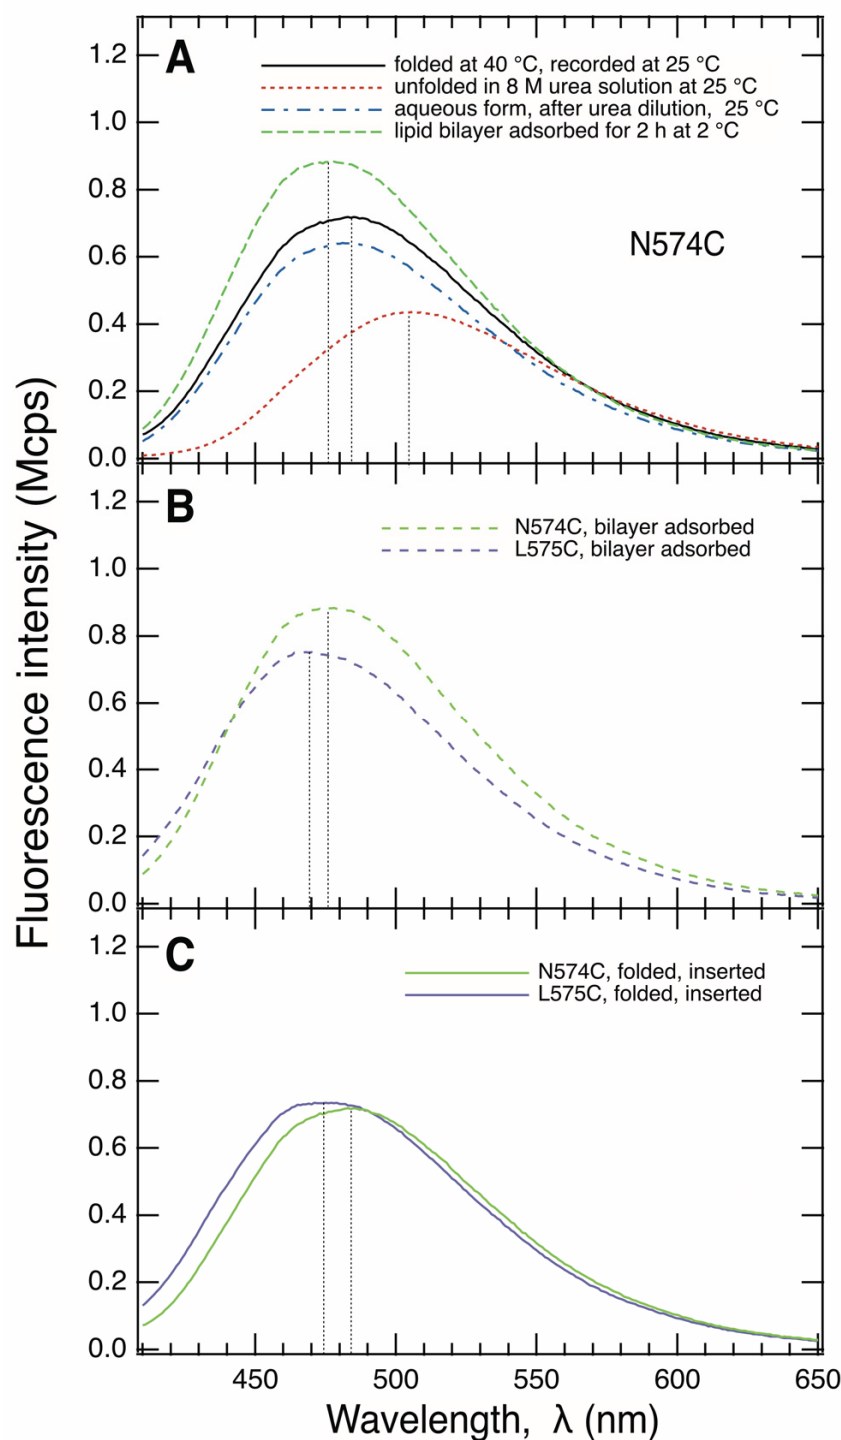 Fluorescence intensity (Mcps)
A
1.2
1.0
0.8
0.6
0.4
0.2
0.0
folded at 40 °C, recorded at 25 °C
unfolded in 8 M urea solution at 25 °C
aqueous form, after urea dilution, 25 °C
lipid bilayer adsorbed for 2 h at 2 °C
N574C
B
1.2
1.0
0.8
0.6
0.4
0.2
0.0
N574C, bilayer adsorbed
L575C, bilayer adsorbed
C
1.2
1.0
0.8
0.6
0.4
0.2
0.0
N574C, folded, inserted
L575C, folded, inserted
450 500 550 600 650
Wavelength, λ (nm)